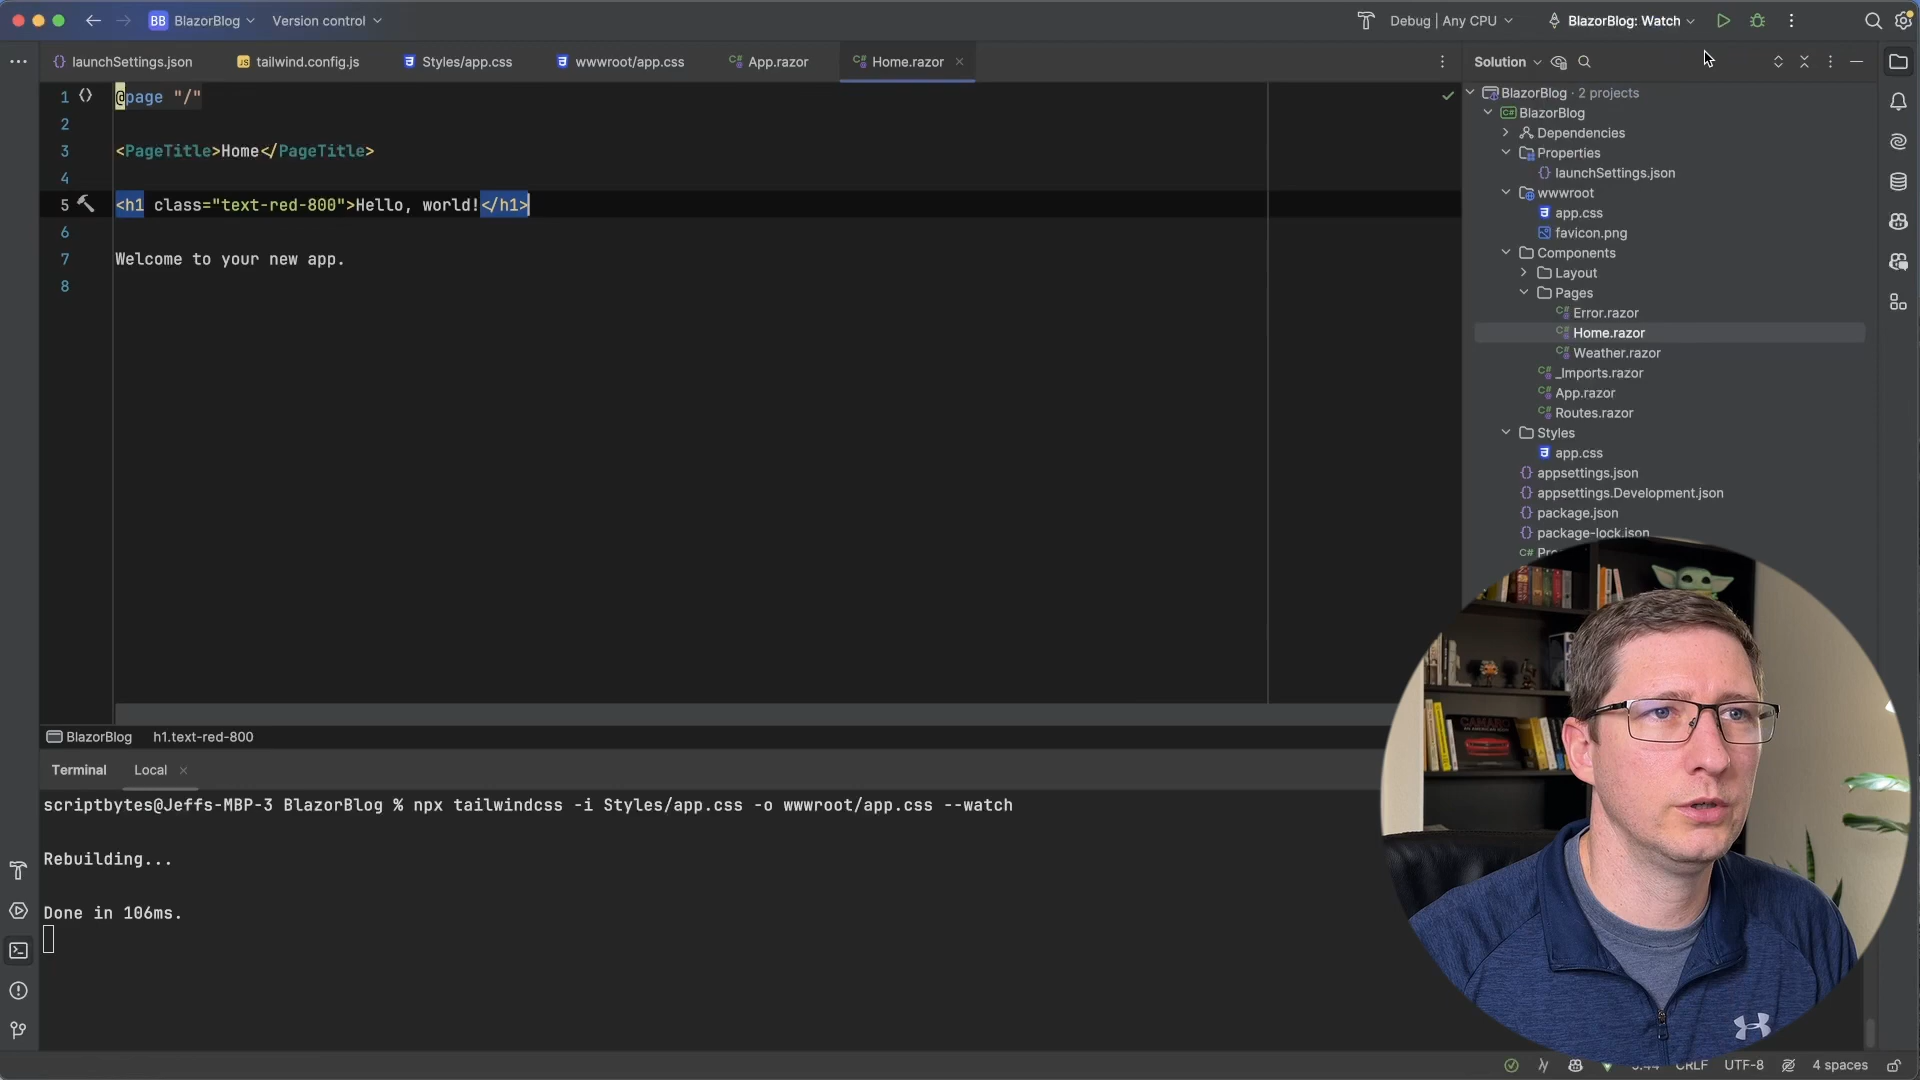 BB BlazorBlog Version control Debug | Any CPU BlazorBlog: Watch
launchSettings.json tailwind.config.js Styles/app.css wwwroot/app.css App.razor Home.razor Solution
1 @page "/"
2
3 <PageTitle>Home</PageTitle>
4
5 <h1 class="text-red-800">Hello, world!</h1>
6
7 Welcome to your new app.
8
BlazorBlog · 2 projects
BlazorBlog
Dependencies
Properties
launchSettings.json
wwwroot
app.css
favicon.png
Components
Layout
Pages
Error.razor
Home.razor
Weather.razor
_Imports.razor
App.razor
Routes.razor
Styles
app.css
appsettings.json
appsettings.Development.json
package.json
package-lock.json
BlazorBlog h1.text-red-800
Terminal Local
scriptbytes@Jeffs-MBP-3 BlazorBlog % npx tailwindcss -i Styles/app.css -o wwwroot/app.css --watch
Rebuilding...
Done in 106ms.
CAMARO
CRLF UTF-8 4 spaces